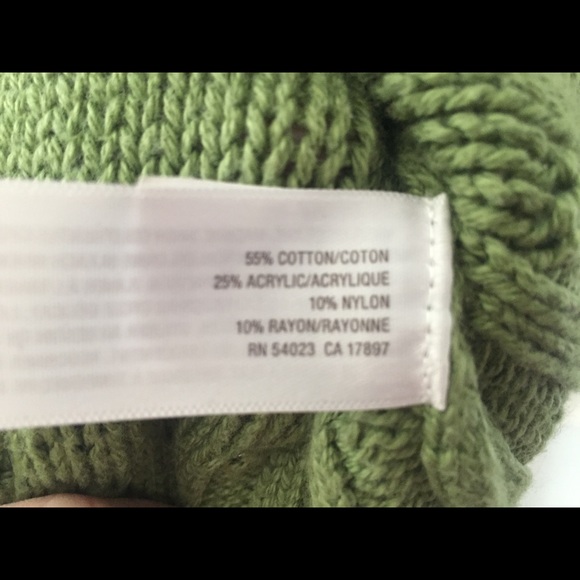 55% COTTON/COTON
25% ACRYLIC/ACRYLIQUE
10% NYLON
10% RAYON/RAYONNE
RN 54023 CA 17897